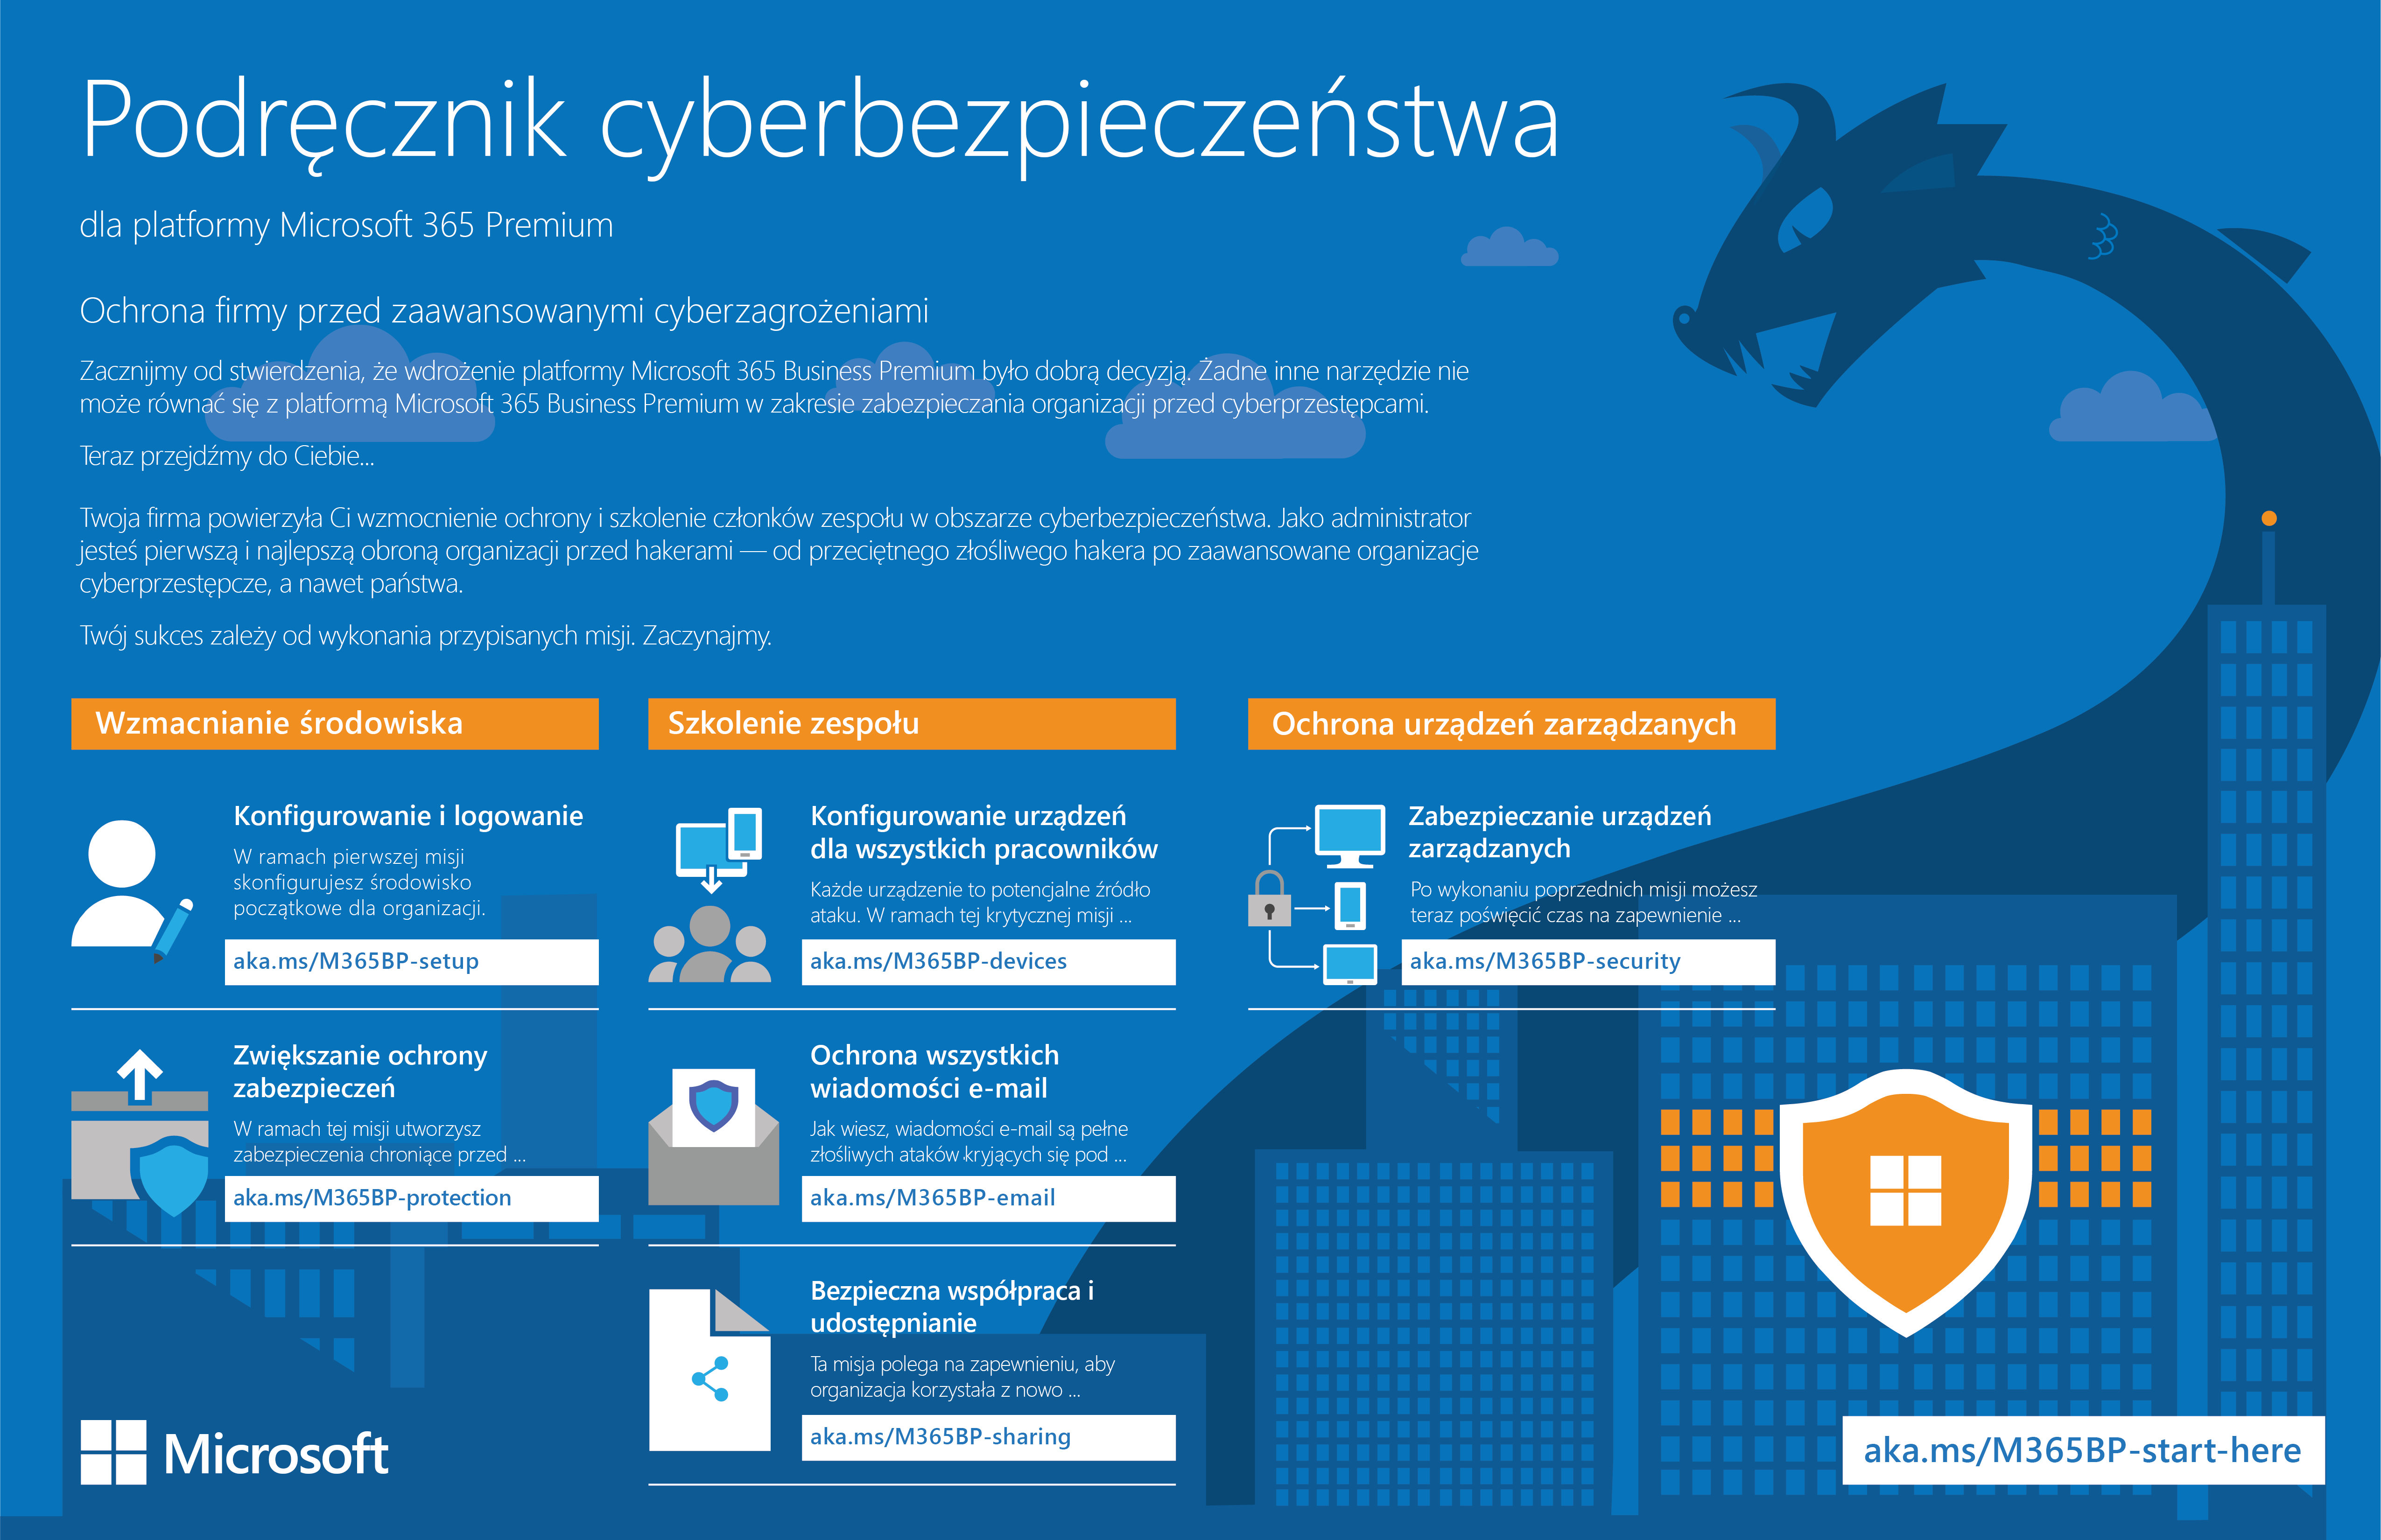 Podręcznik cyberbezpieczeństwa
dla platformy Microsoft 365 Premium
Ochrona firmy przed zaawansowanymi cyberzagrożeniami
Zacznijmy od stwierdzenia, że wdrożenie platformy Microsoft 365 Business Premium było dobrą decyzją. Żadne inne narzędzie nie
może równać się z platformą Microsoft 365 Business Premium w zakresie zabezpieczania organizacji przed cyberprzestępcami.
Teraz przejdźmy do Ciebie...
Twoja firma powierzyła Ci wzmocnienie ochrony i szkolenie członków zespołu w obszarze cyberbezpieczeństwa. Jako administrator
jesteś pierwszą i najlepszą obroną organizacji przed hakerami — od przeciętnego złośliwego hakera po zaawansowane organizacje
cyberprzestępcze, a nawet państwa.
Twój sukces zależy od wykonania przypisanych misji. Zaczynajmy.
Wzmacnianie środowiska
Konfigurowanie i logowanie
W ramach pierwszej misji
skonfigurujesz środowisko
początkowe dla organizacji.
aka.ms/M365BP-setup
Zwiększanie ochrony
zabezpieczeń
W ramach tej misji utworzysz
zabezpieczenia chroniące przed ...
aka.ms/M365BP-protection
Szkolenie zespołu
Konfigurowanie urządzeń
dla wszystkich pracowników
Każde urządzenie to potencjalne źródło
ataku. W ramach tej krytycznej misji ...
aka.ms/M365BP-devices
Ochrona wszystkich
wiadomości e-mail
Jak wiesz, wiadomości e-mail są pełne
złośliwych ataków kryjących się pod ...
aka.ms/M365BP-email
Bezpieczna współpraca i
udostępnianie
Ta misja polega na zapewnieniu, aby
organizacja korzystała z nowo ...
aka.ms/M365BP-sharing
Ochrona urządzeń zarządzanych
Zabezpieczanie urządzeń
zarządzanych
Po wykonaniu poprzednich misji możesz
teraz poświęcić czas na zapewnienie ...
aka.ms/M365BP-security
Microsoft
aka.ms/M365BP-start-here